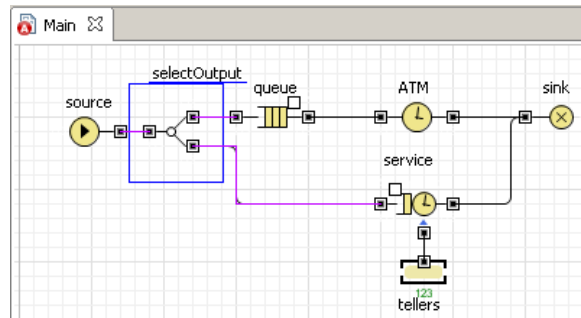 Main
selectOutput
source
queue
ATM
sink
service
123
tellers